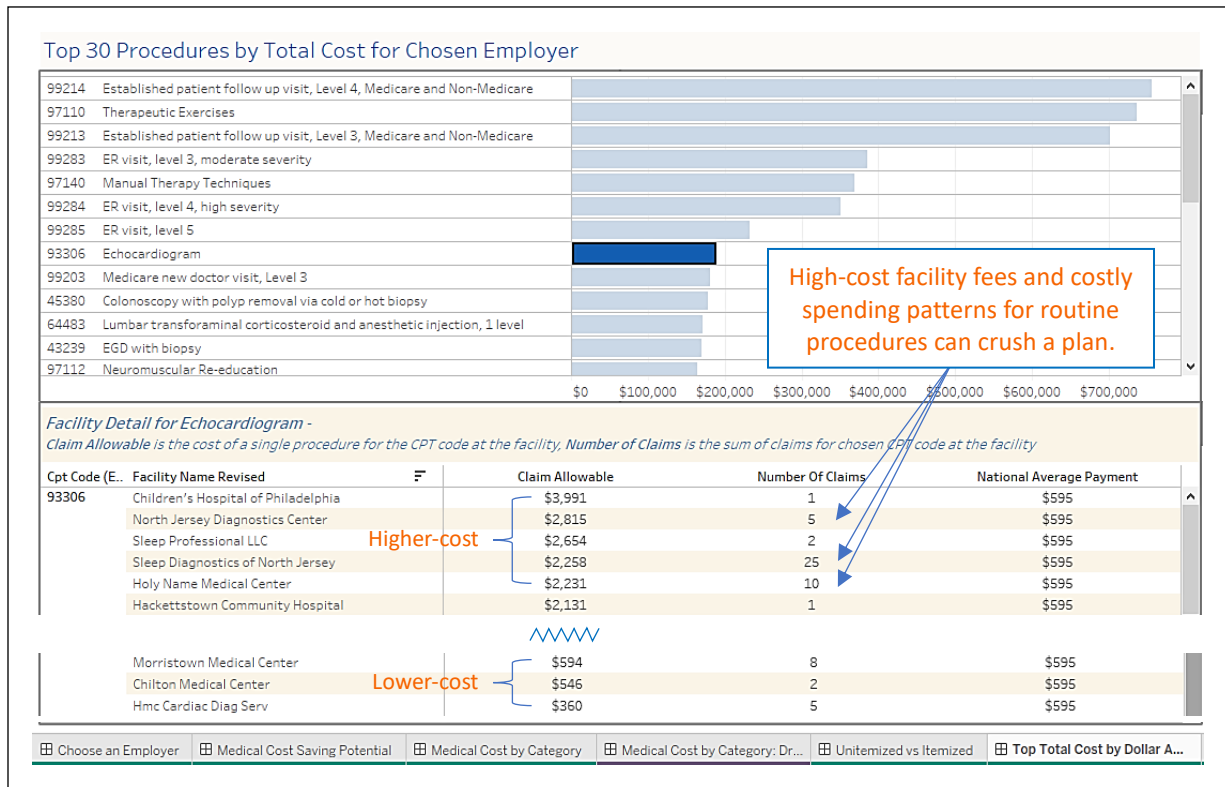 Top 30 Procedures by Total Cost for Chosen Employer
99214 Established patient follow up visit, Level 4, Medicare and Non-Medicare
97110 Therapeutic Exercises
99213 Established patient follow up visit, Level 3, Medicare and Non-Medicare
99283 ER visit, level 3, moderate severity
97140 Manual Therapy Techniques
99284 ER visit, level 4, high severity
99285 ER visit, level 5
93306 Echocardiogram
99203 Medicare new doctor visit, Level 3
45380 Colonoscopy with polyp removal via cold or hot biopsy
64483 Lumbar transforaminal corticosteroid and anesthetic injection, 1 level
43239 EGD with biopsy
97112 Neuromuscular Re-education
High-cost facility fees and costly
spending patterns for routine
procedures can crush a plan.
$0 $100,000 $200,000 $300,000 $400,000 $500,000 $600,000 $700,000
Facility Detail for Echocardiogram -
Claim Allowable is the cost of a single procedure for the CPT code at the facility, Number of Claims is the sum of claims for chosen CPT code at the facility
Cpt Code (E.. Facility Name Revised Claim Allowable Number Of Claims National Average Payment
93306 Children's Hospital of Philadelphia $3,991 1 $595
North Jersey Diagnostics Center $2,815 5 $595
Sleep Professional LLC Higher-cost $2,654 2 $595
Sleep Diagnostics of North Jersey $2,258 25 $595
Holy Name Medical Center $2,231 10 $595
Hackettstown Community Hospital $2,131 1 $595
Morristown Medical Center $594 8 $595
Chilton Medical Center Lower-cost $546 2 $595
Hmc Cardiac Diag Serv $360 5 $595
Choose an Employer Medical Cost Saving Potential Medical Cost by Category Medical Cost by Category: Dr... Unitemized vs Itemized Top Total Cost by Dollar A...